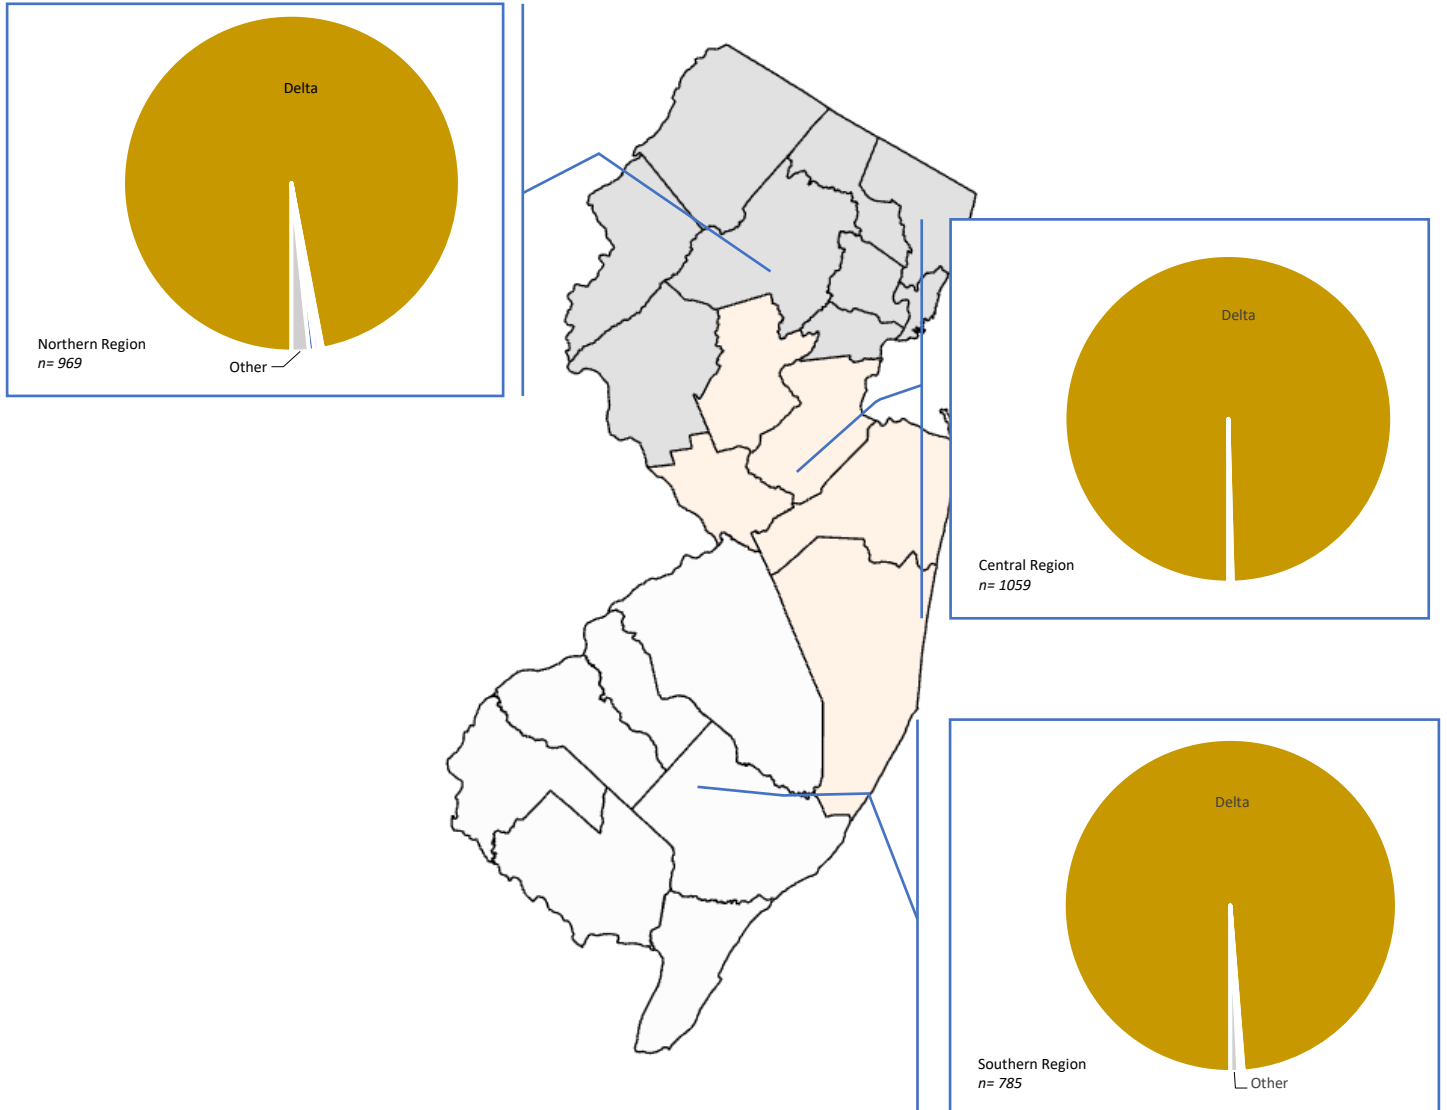 Delta
Northern Region
n= 969
Other
Delta
Central Region
n= 1059
Delta
Southern Region
n= 785
Other